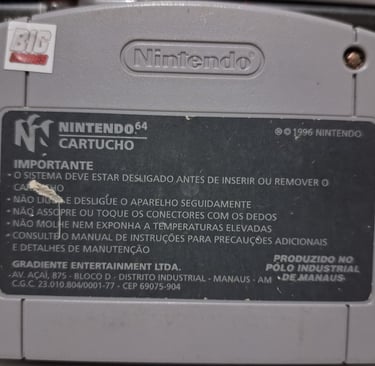 BIG
Nintendo®
NINTENDO 64
CARTUCHO
® © 1996 NINTENDO
IMPORTANTE
• O SISTEMA DEVE ESTAR DESLIGADO ANTES DE INSERIR OU REMOVER O
CARTUCHO
• NÃO LIGUE E DESLIGUE O APARELHO SEGUIDAMENTE
• NÃO ASSOPRE OU TOQUE OS CONECTORES COM OS DEDOS
• NÃO MOLHE NEM EXPONHA A TEMPERATURAS ELEVADAS
• CONSULTE O MANUAL DE INSTRUÇÕES PARA PRECAUÇÕES ADICIONAIS
E DETALHES DE MANUTENÇÃO
GRADIENTE ENTERTAINMENT LTDA.
AV. AÇAÍ, 875 - BLOCO D - DISTRITO INDUSTRIAL - MANAUS - AM
C.G.C. 23.010.804/0001-77 - CEP 69075-904
PRODUZIDO NO
PÓLO INDUSTRIAL
DE MANAUS